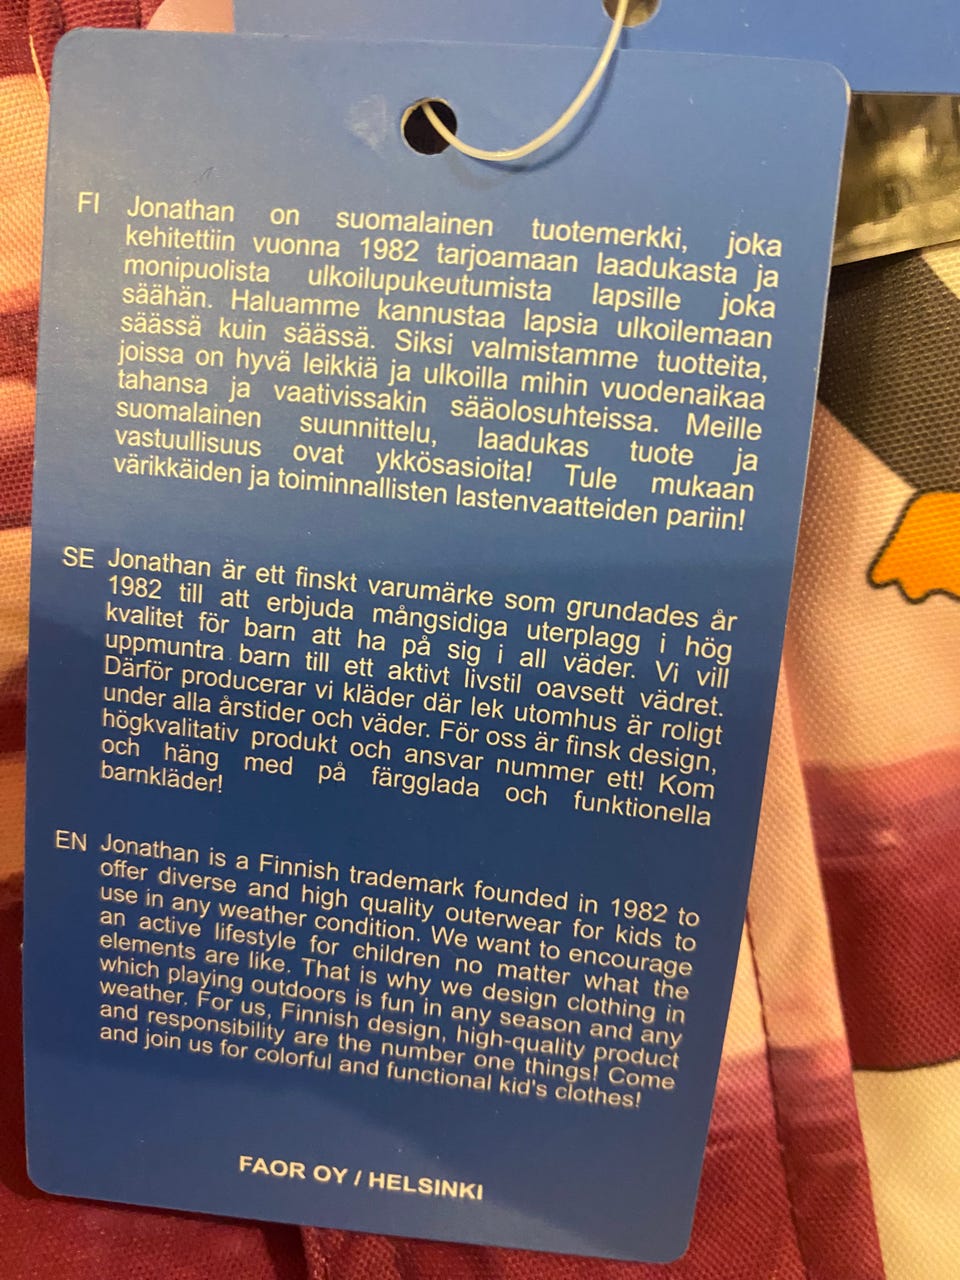 FI Jonathan on suomalainen tuotemerkki, joka
kehitettiin vuonna 1982 tarjoamaan laadukasta ja
monipuolista ulkoilupukeutumista lapsille joka
säähän. Haluamme kannustaa lapsia ulkoilemaan
säässä kuin säässä. Siksi valmistamme tuotteita,
joissa on hyvä leikkiä ja ulkoilla mihin vuodenaikaa
tahansa ja vaativissakin sääolosuhteissa. Meille
suomalainen suunnittelu, laadukas tuote ja
vastuullisuus ovat ykkösasioita! Tule mukaan
värikkäiden ja toiminnallisten lastenvaatteiden pariin!
SE Jonathan är ett finskt varumärke som grundades år
1982 till att erbjuda mångsidiga uterplagg i hög
kvalitet för barn att ha på sig i all väder. Vi vill
uppmuntra barn till ett aktivt livstil oavsett vädret.
Därför producerar vi kläder där lek utomhus är roligt
under alla årstider och väder. För oss är finsk design,
högkvalitativ produkt och ansvar nummer ett! Kom
och häng med på färgglada och funktionella
barnkläder!
EN Jonathan is a Finnish trademark founded in 1982 to
offer diverse and high quality outerwear for kids to
use in any weather condition. We want to encourage
an active lifestyle for children no matter what the
elements are like. That is why we design clothing in
which playing outdoors is fun in any season and any
weather. For us, Finnish design, high-quality product
and responsibility are the number one things! Come
and join us for colorful and functional kid's clothes!
FAOR OY / HELSINKI